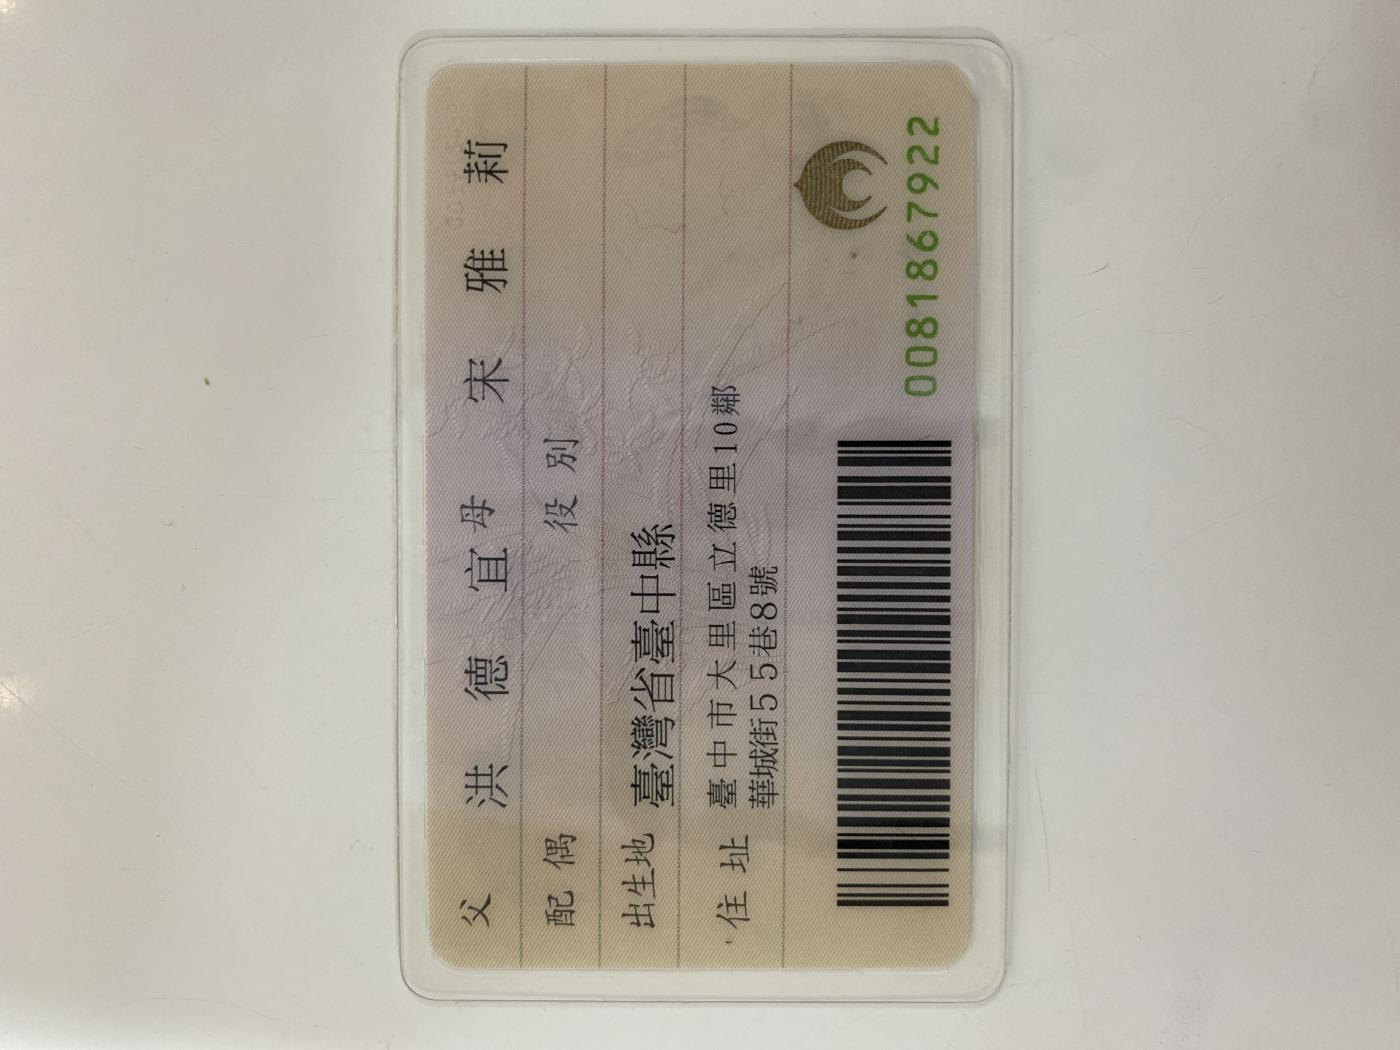 父 洪德宜 母 宋雅莉
配偶 役別
出生地 臺灣省臺中縣
住址 臺中市大里區立德里10鄰
華城街55巷8號
0081867922